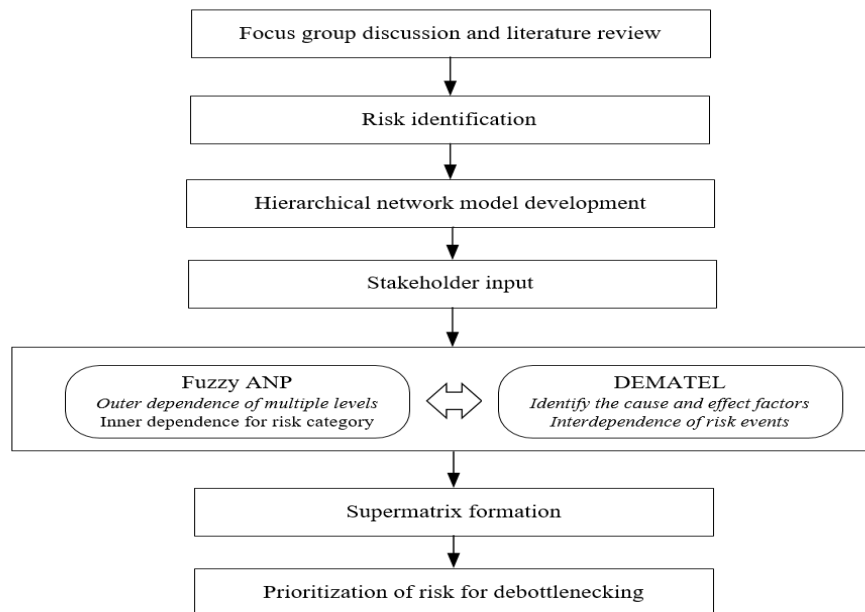 Focus group discussion and literature review
Risk identification
Hierarchical network model development
Stakeholder input
Fuzzy ANP
Outer dependence of multiple levels
Inner dependence for risk category
DEMATEL
Identify the cause and effect factors
Interdependence of risk events
Supermatrix formation
Prioritization of risk for debottlenecking